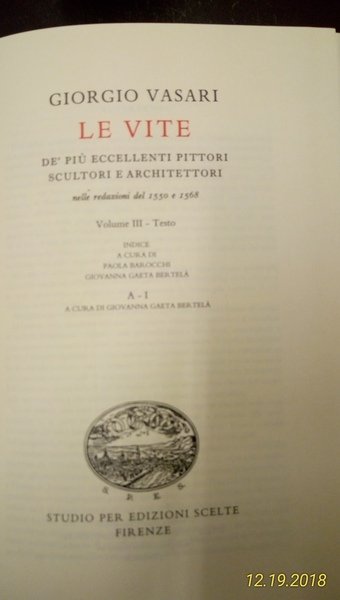 GIORGIO VASARI
LE VITE
DE' PIÙ ECCELLENTI PITTORI
SCULTORI E ARCHITETTORI
nelle redazioni del 1550 e 1568
Volume III - Testo
INDICE
A CURA DI
PAOLA BAROCCHI
GIOVANNA GAETA BERTELÀ
A - I
A CURA DI GIOVANNA GAETA BERTELÀ
S.P.E.S.
STUDIO PER EDIZIONI SCELTE
FIRENZE
12.19.2018